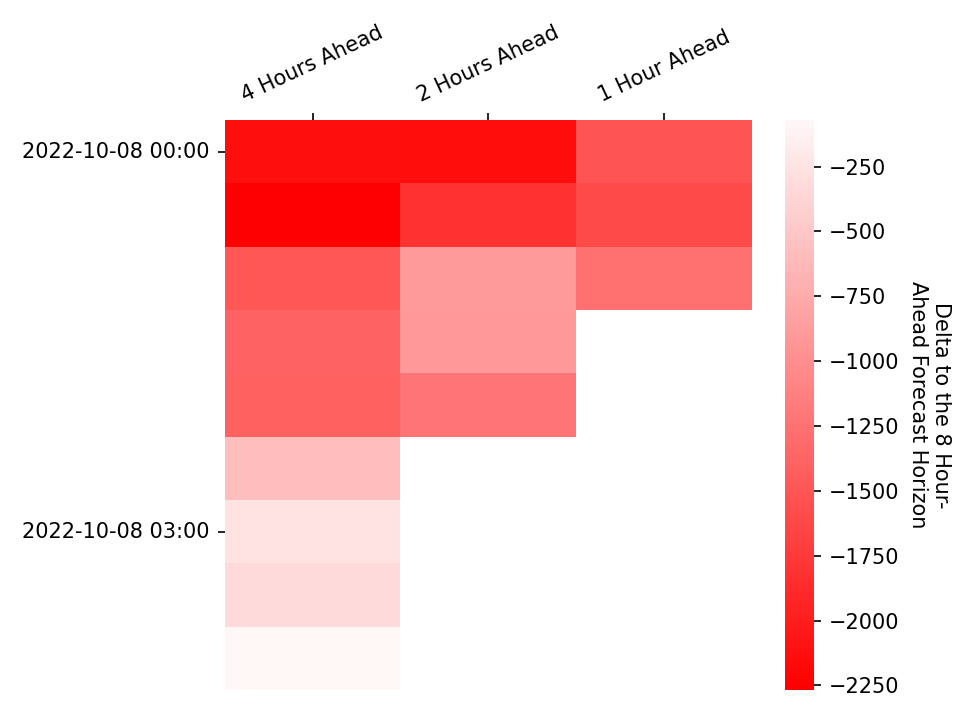 4 Hours Ahead
2 Hours Ahead
1 Hour Ahead
2022-10-08 00:00
2022-10-08 03:00
−250
−500
−750
−1000
−1250
−1500
−1750
−2000
−2250
Delta to the 8 Hour-
Ahead Forecast Horizon